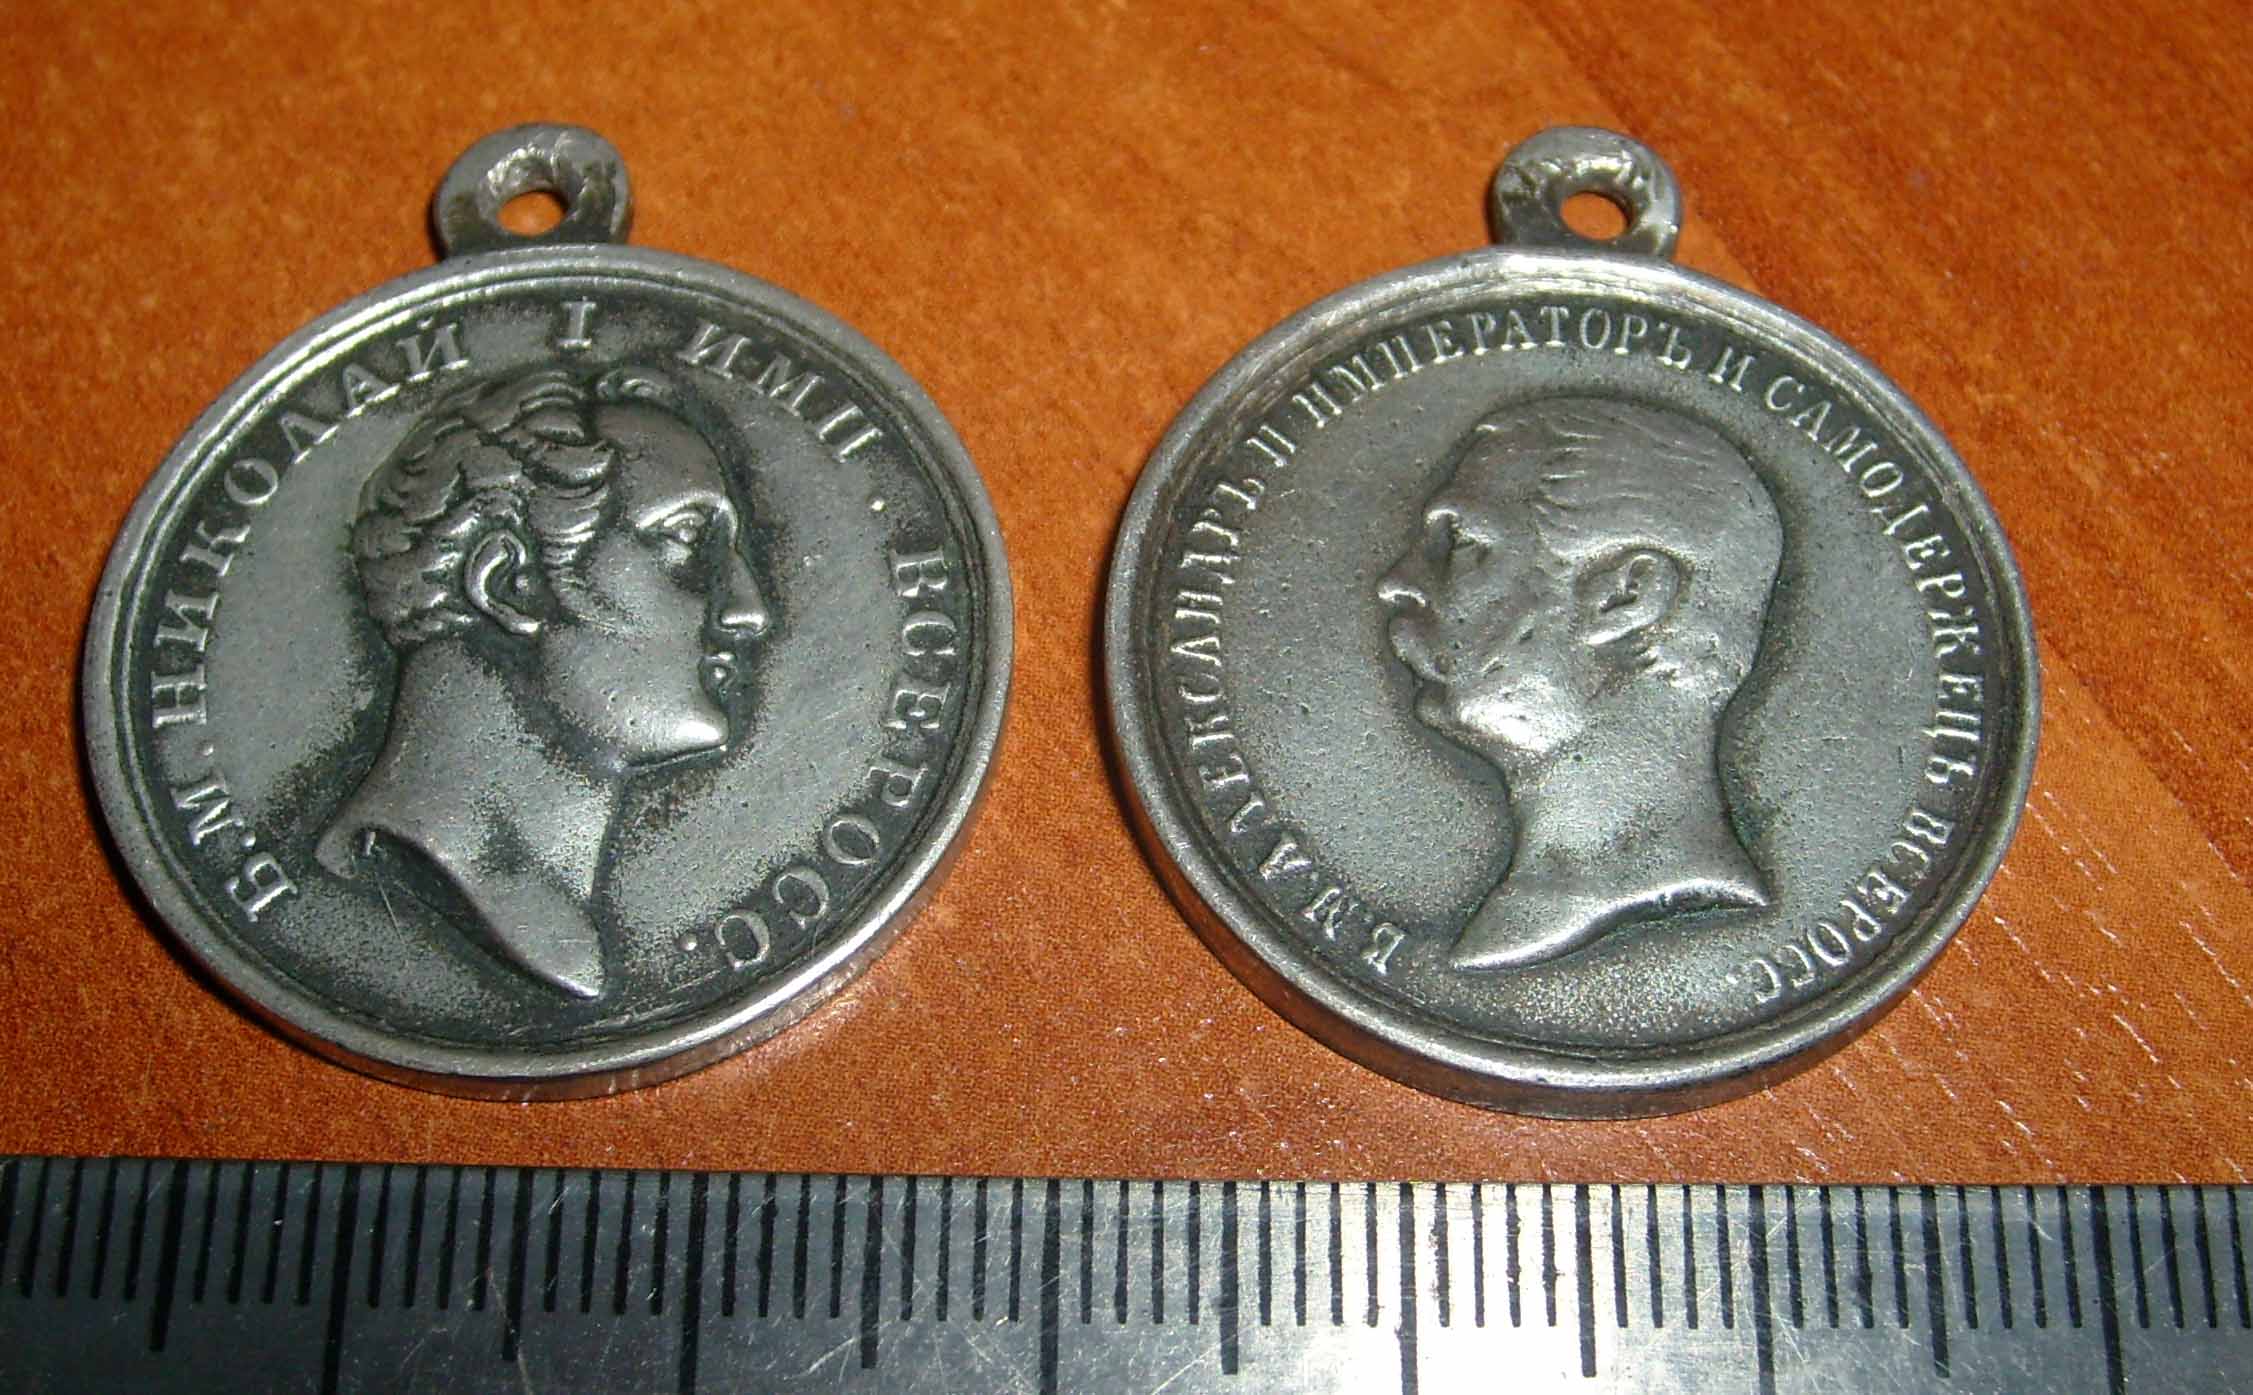 Б.М.НИКОЛАЙ I ИМП. ВСЕРОСС.
Б.М.АЛЕКСАНДРЪ II ИМПЕРАТОРЪ И САМОДЕРЖЕЦЪ ВСЕРОСС.